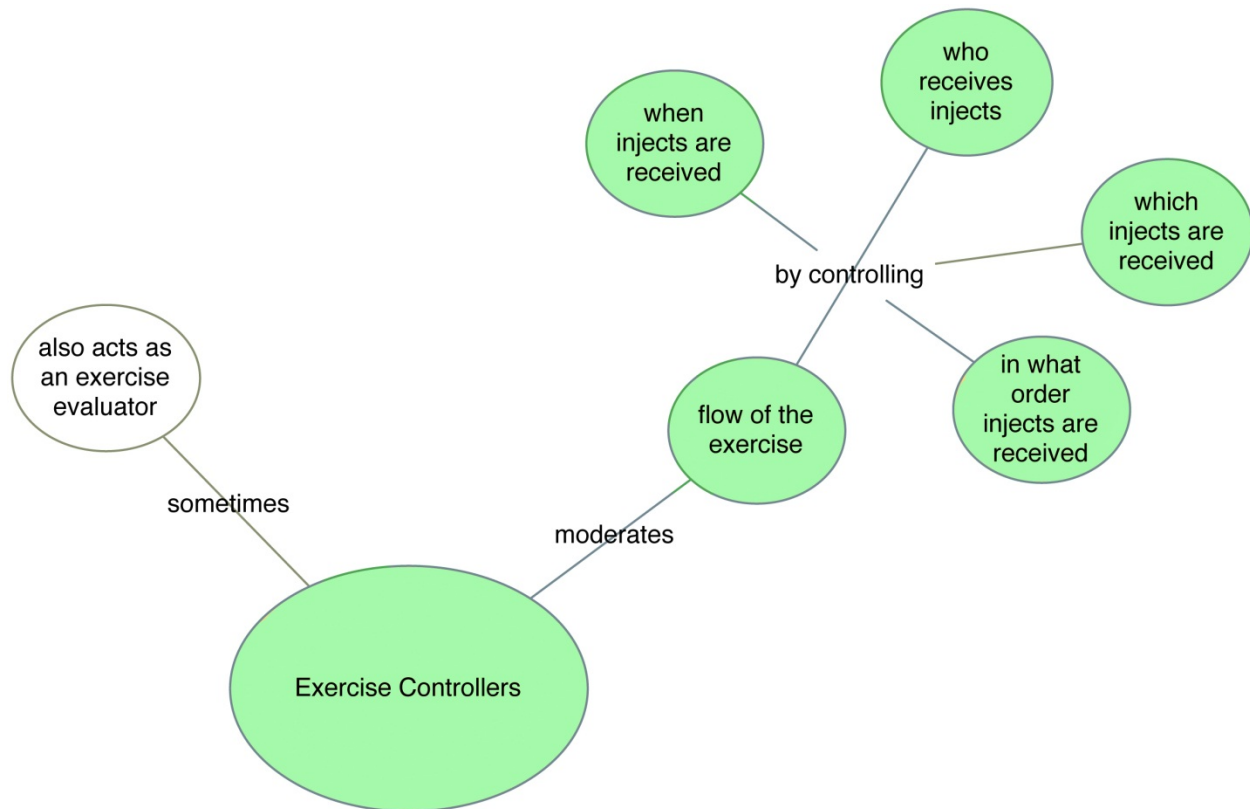 who
receives
injects
when
injects are
received
which
injects are
received
by controlling
in what
order
injects are
received
flow of the
exercise
also acts as
an exercise
evaluator
sometimes
moderates
Exercise Controllers